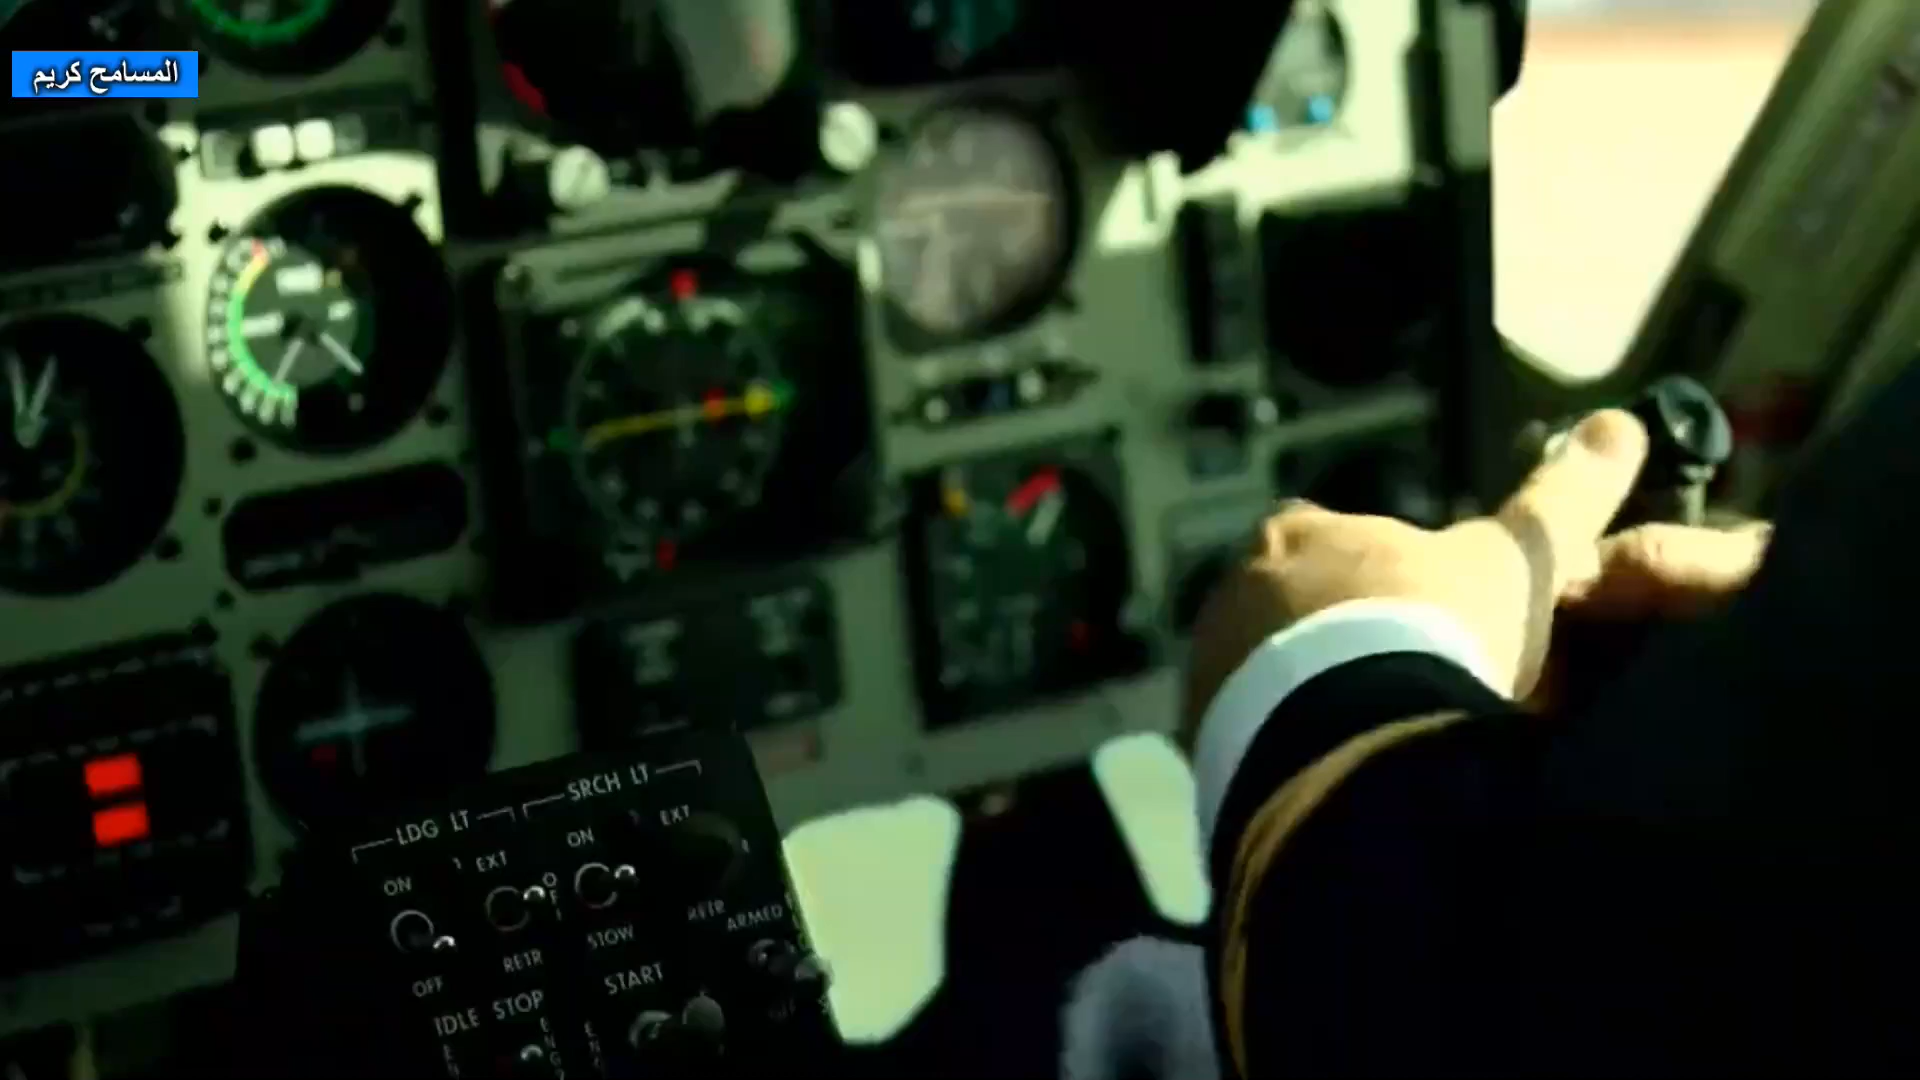 المسامح كريم
LDG LT
SRCH LT
ON
EXT
ON
EXT
OFF
RETR
STOW
RETR
ARMED
IDLE STOP
START